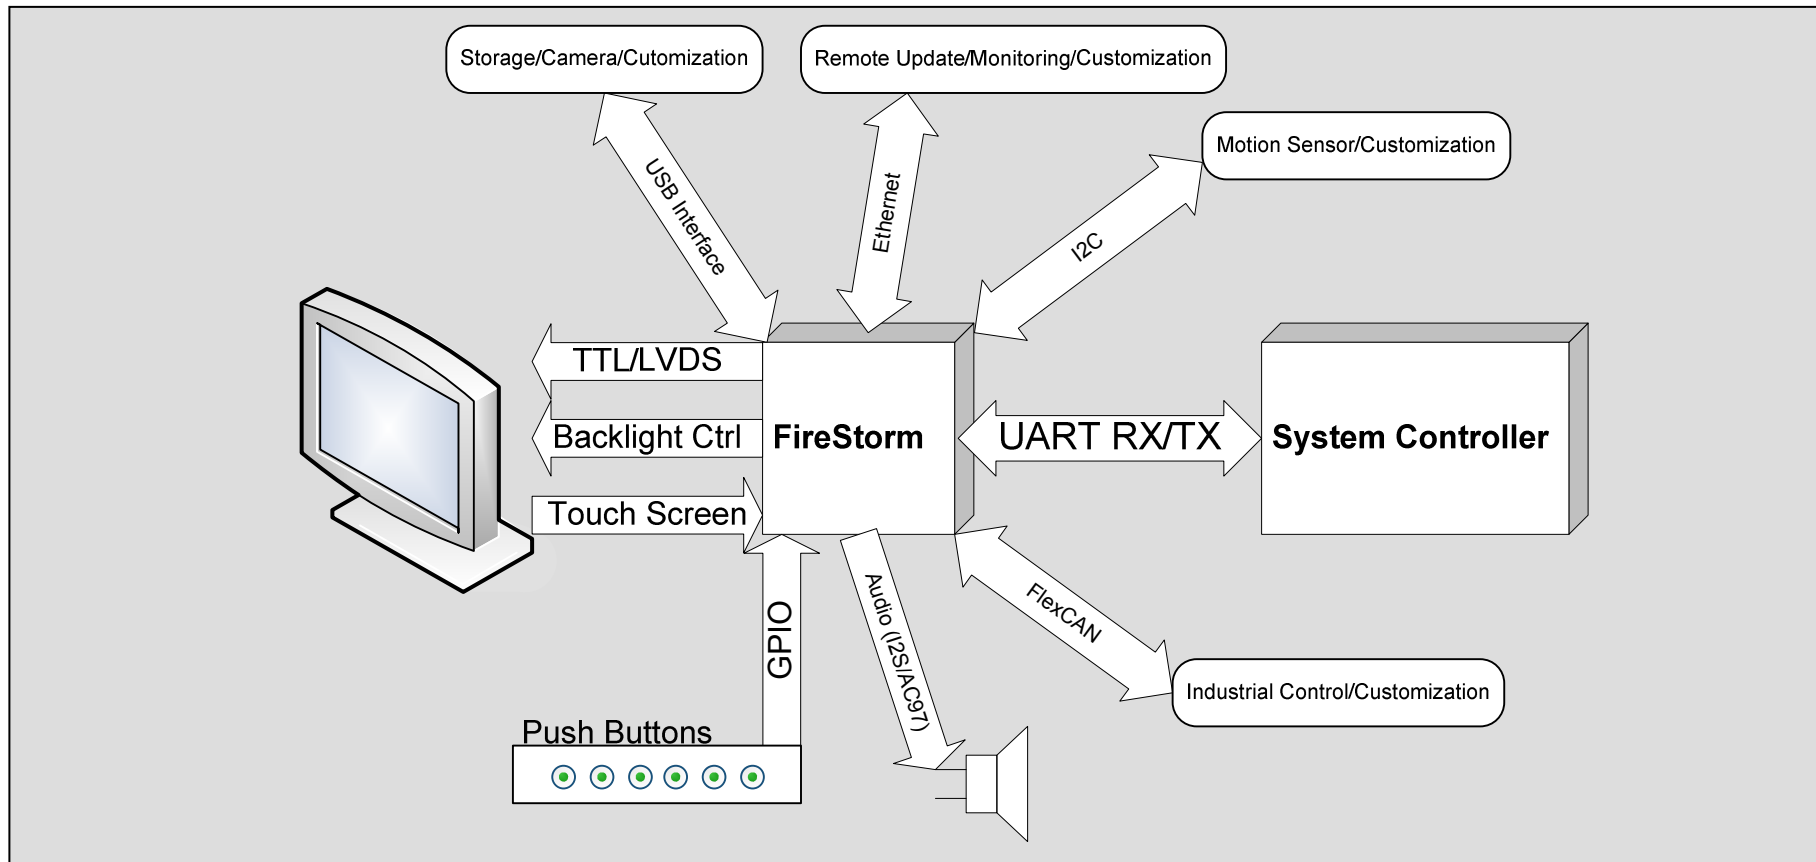 Storage/Camera/Cutomization
Remote Update/Monitoring/Customization
Motion Sensor/Customization
USB Interface
Ethernet
I2C
TTL/LVDS
Backlight Ctrl
FireStorm
UART RX/TX
System Controller
Touch Screen
GPIO
Audio (I2S/AC97)
FlexCAN
Industrial Control/Customization
Push Buttons